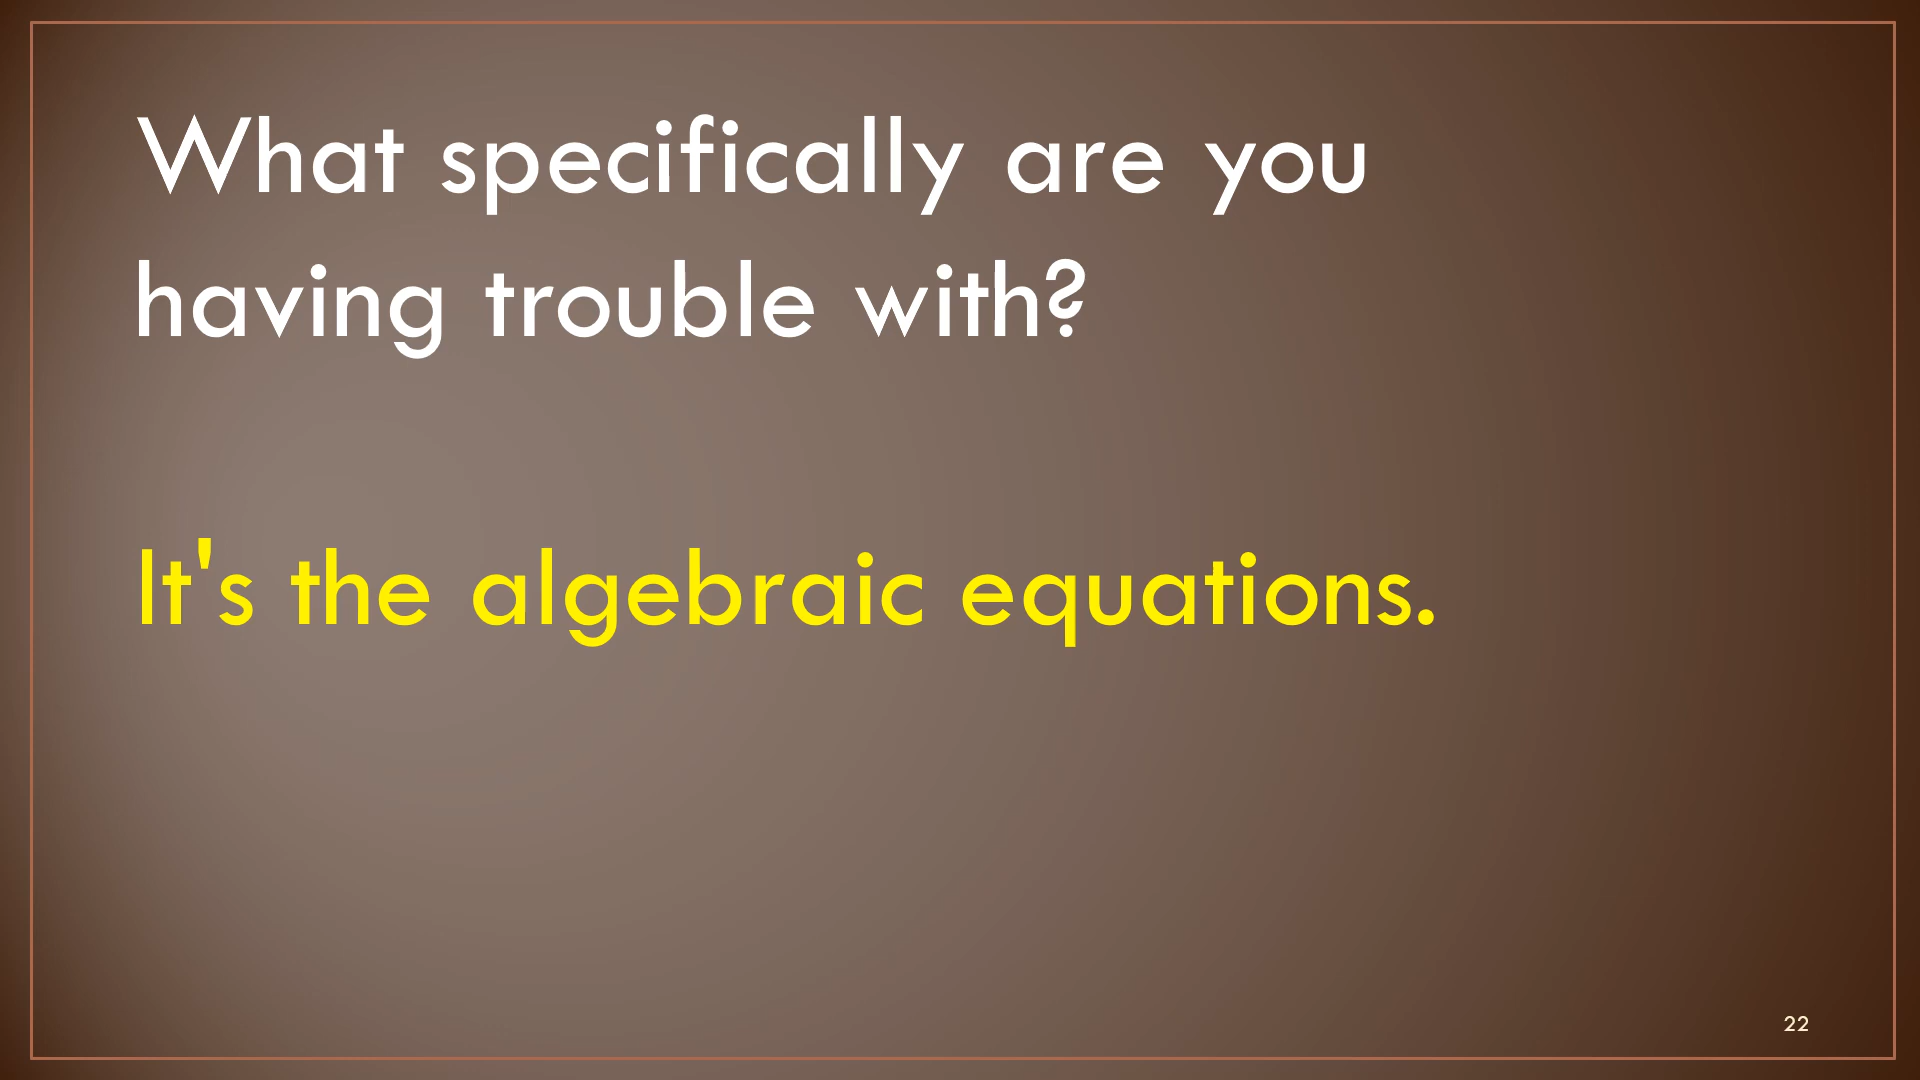 What specifically are you
having trouble with?
It's the algebraic equations.
22